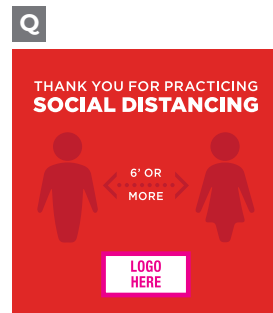 Q
THANK YOU FOR PRACTICING
SOCIAL DISTANCING
6' OR
MORE
LOGO
HERE